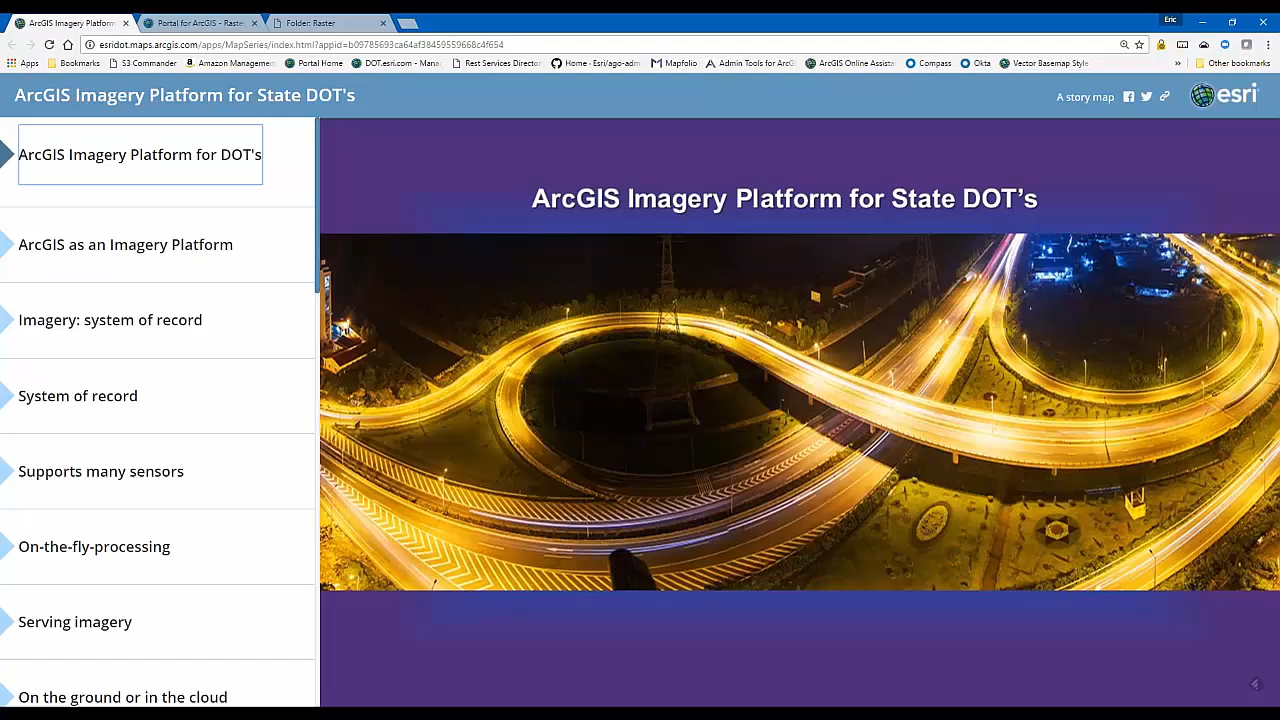 ArcGIS Imagery Platform
Portal for ArcGIS - Raste
Folder: Raster
Eric
esridot.maps.arcgis.com/apps/MapSeries/index.html?appid=b09785693ca64af38459559668c4f654
Apps
Bookmarks
S3 Commander
Amazon Managemen
Portal Home
DOT.esri.com - Mana
Rest Services Director
Home · Esri/ago-adm
Mapfolio
Admin Tools for ArcG
ArcGIS Online Assista
Compass
Okta
Vector Basemap Style
»
Other bookmarks
ArcGIS Imagery Platform for State DOT's
A story map
esri
ArcGIS Imagery Platform for DOT's
ArcGIS as an Imagery Platform
Imagery: system of record
System of record
Supports many sensors
On-the-fly-processing
Serving imagery
On the ground or in the cloud
ArcGIS Imagery Platform for State DOT’s